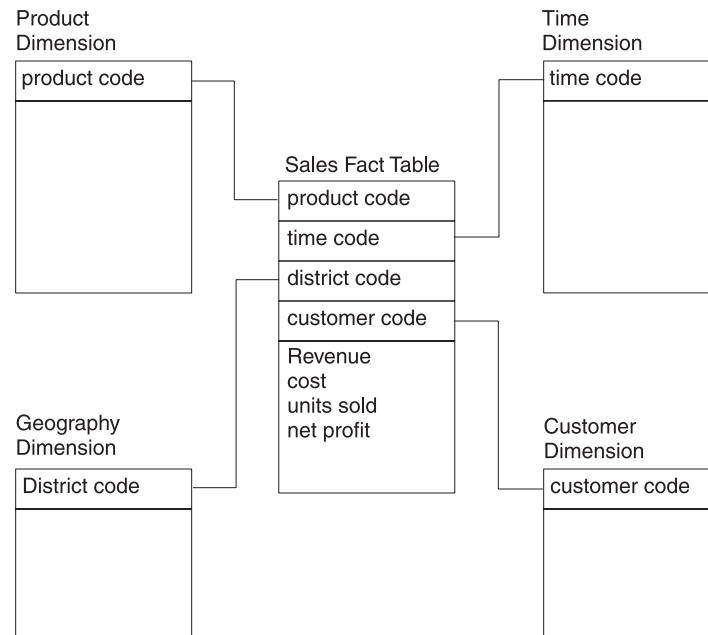 Product
Dimension
product code
Time
Dimension
time code
Sales Fact Table
product code
time code
district code
customer code
Revenue
cost
units sold
net profit
Geography
Dimension
District code
Customer
Dimension
customer code